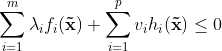 \sum_{i=1}^{m} \lambda_i f_i(\tilde{\mathbf{x}}) + \sum_{i=1}^{p} v_i h_i(\tilde{\mathbf{x}}) \leq 0